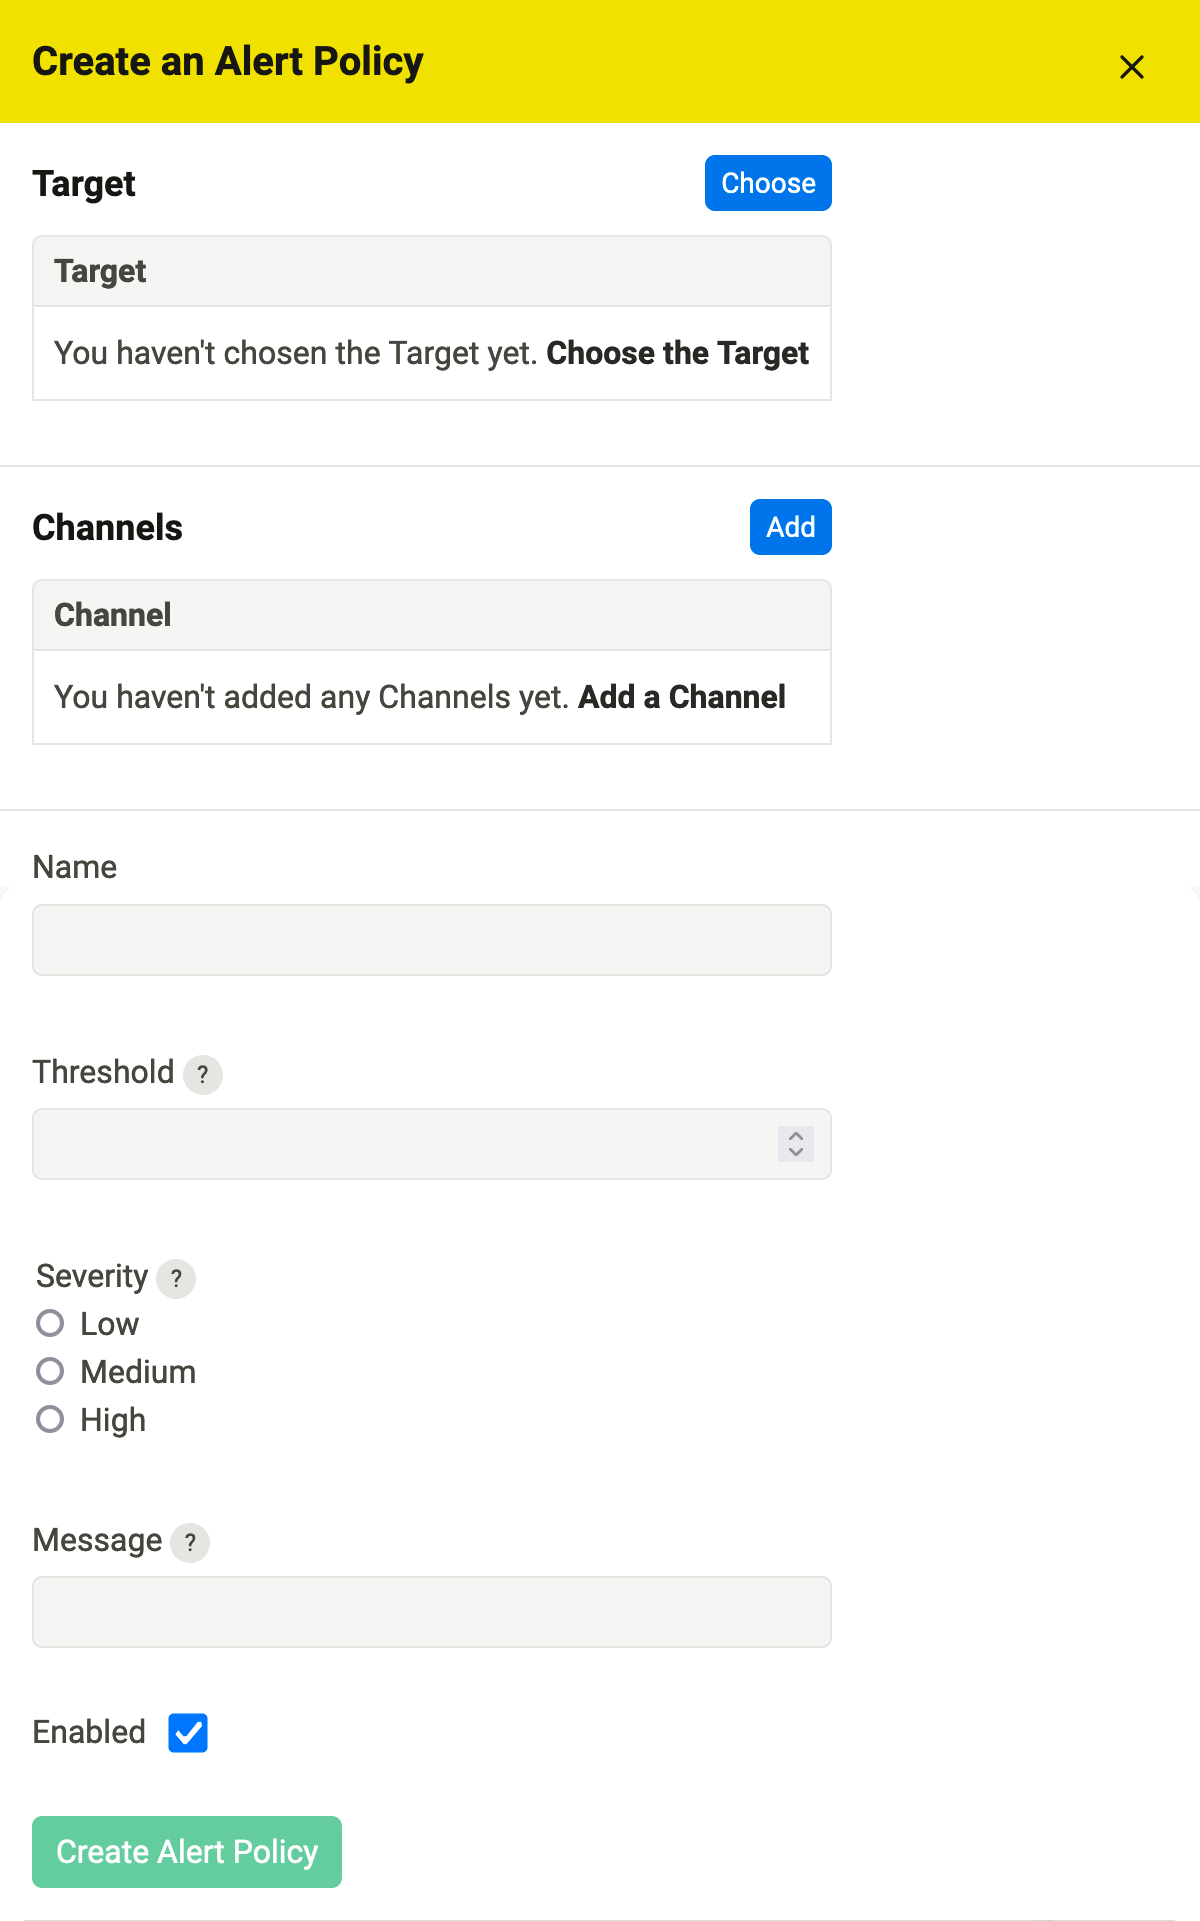 Create an Alert Policy
Target
Choose
Target
You haven't chosen the Target yet. Choose the Target
Channels
Add
Channel
You haven't added any Channels yet. Add a Channel
Name
Threshold ?
Severity ?
Low
Medium
High
Message ?
Enabled
Create Alert Policy